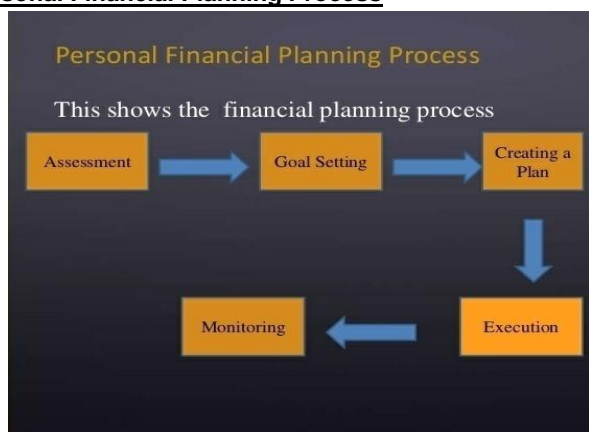 Personal Financial Planning Process
This shows the financial planning process
Assessment
Goal Setting
Creating a
Plan
Execution
Monitoring